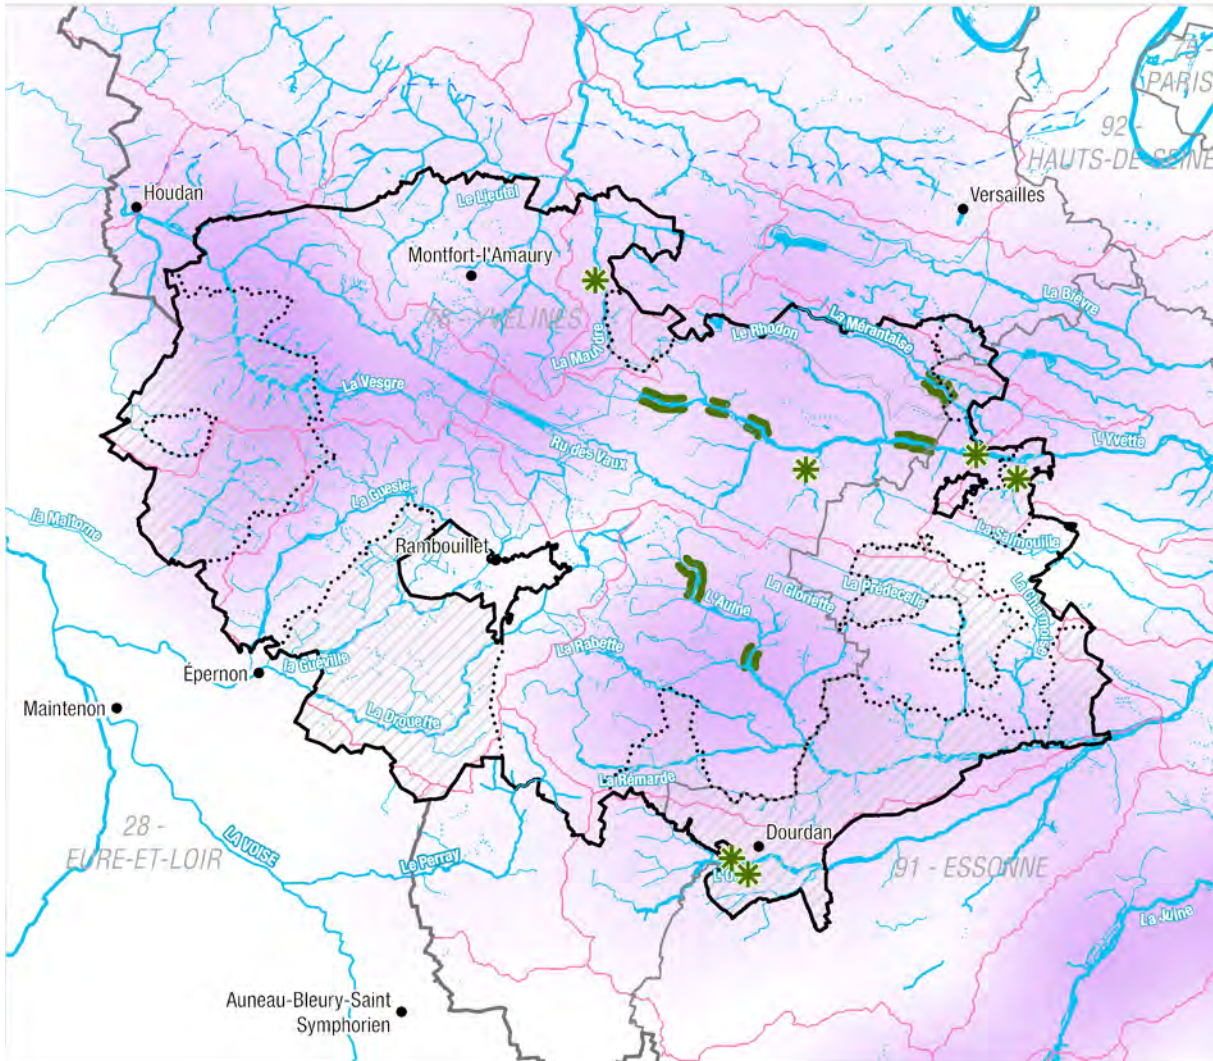 75 -
PARIS
92 -
HAUTS-DE-SEINE
Houdan
Le Lieutel
Versailles
Montfort-l'Amaury
La Bièvre
78 - YVELINES
La Mérantaise
Le Rhodon
La Mauldre
La Vesgre
L'Yvette
Ru des Vaux
La Guesle
la Maltorne
La Salmouille
Rambouillet
La Prédecelle
La Gloriette
L'Aulne
La Charmoise
La Rabette
la Guéville
Épernon
Maintenon
La Drouette
La Rémarde
28 -
EURE-ET-LOIR
Dourdan
LA VOISE
Le Perray
91 - ESSONNE
La Juine
Auneau-Bleury-Saint
Symphorien